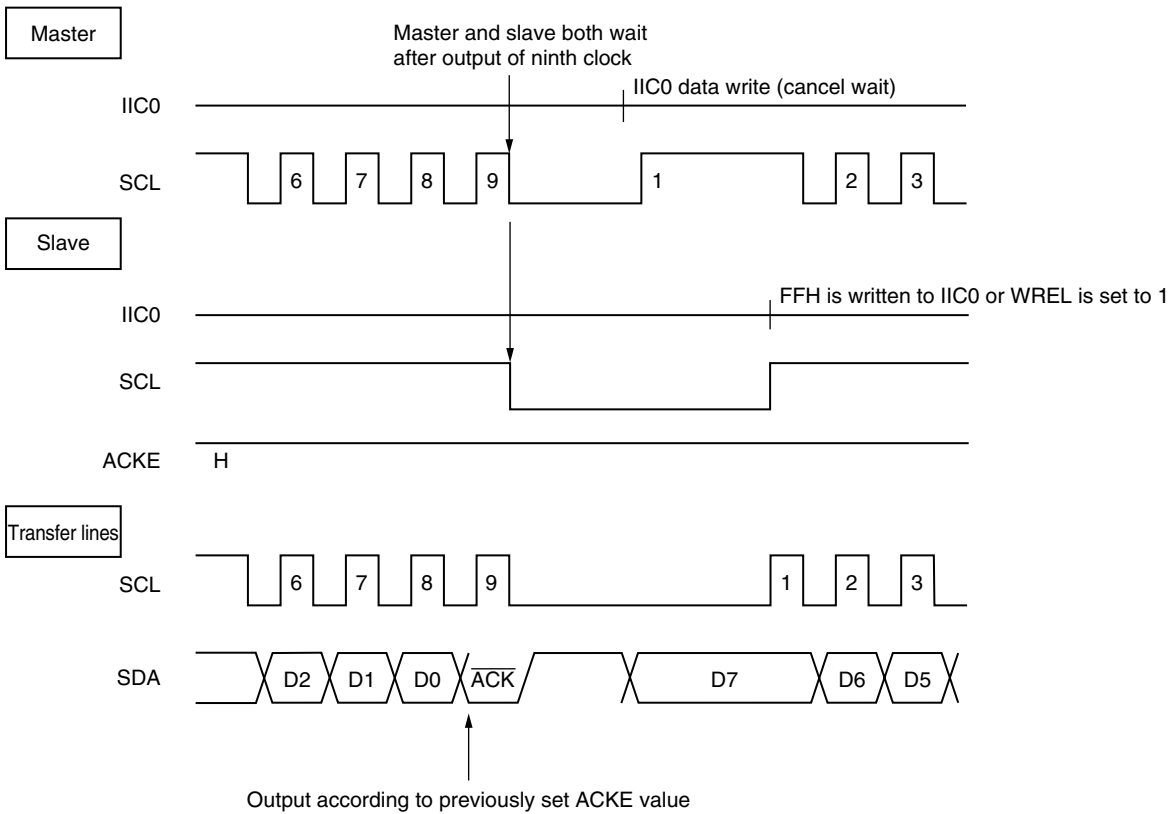 Master
Master and slave both wait
after output of ninth clock
IIC0 data write (cancel wait)
IIC0
SCL
6 7 8 9 1 2 3
Slave
FFH is written to IIC0 or WREL is set to 1
IIC0
SCL
ACKE H
Transfer lines
SCL
6 7 8 9 1 2 3
SDA
D2 D1 D0 ACK D7 D6 D5
Output according to previously set ACKE value